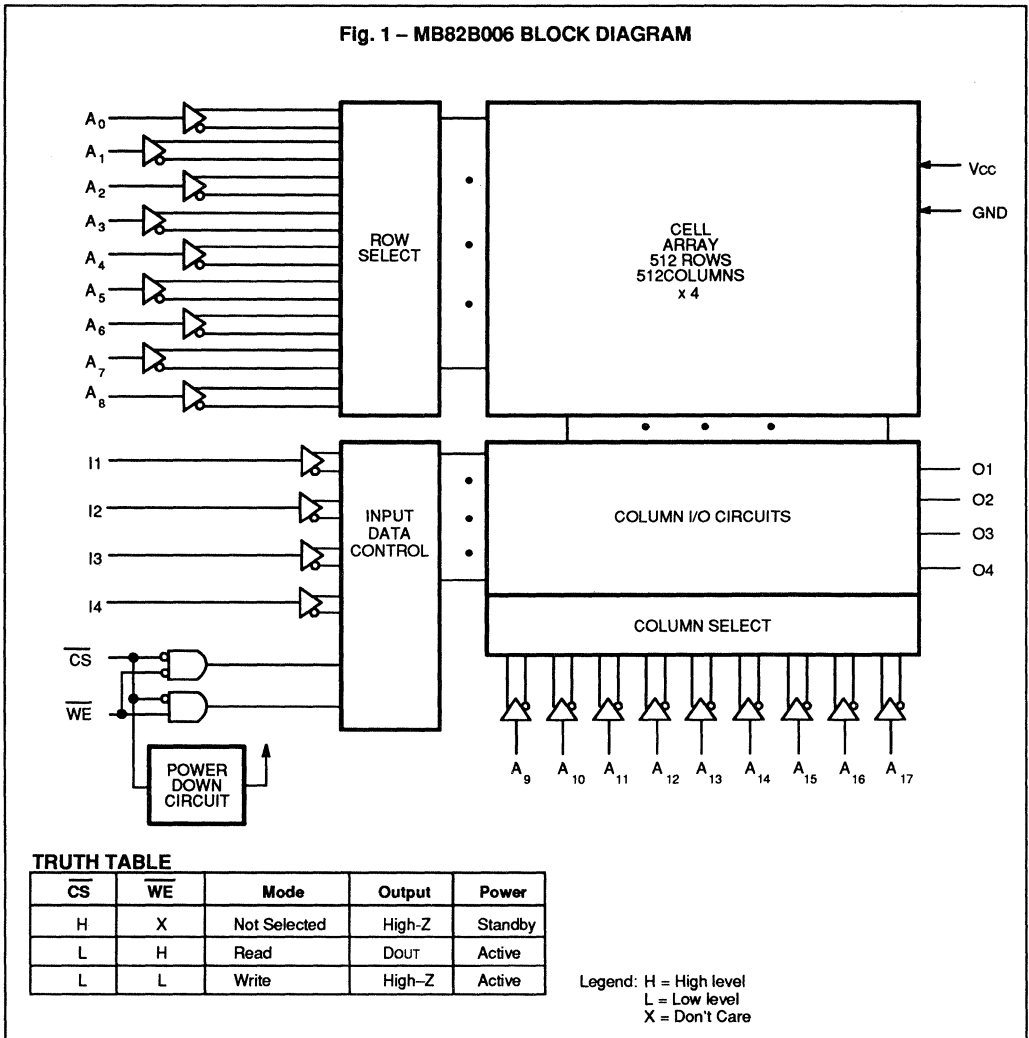 Fig. 1 – MB82B006 BLOCK DIAGRAM
A0
A1
A2
A3
A4
A5
A6
A7
A8
ROW
SELECT
CELL
ARRAY
512 ROWS
512COLUMNS
x 4
VCC
GND
I1
I2
I3
I4
INPUT
DATA
CONTROL
COLUMN I/O CIRCUITS
O1
O2
O3
O4
COLUMN SELECT
CS
WE
POWER
DOWN
CIRCUIT
A9 A10 A11 A12 A13 A14 A15 A16 A17
TRUTH TABLE
CS WE Mode Output Power
H X Not Selected High-Z Standby
L H Read DOUT Active
L L Write High–Z Active
Legend: H = High level
L = Low level
X = Don't Care